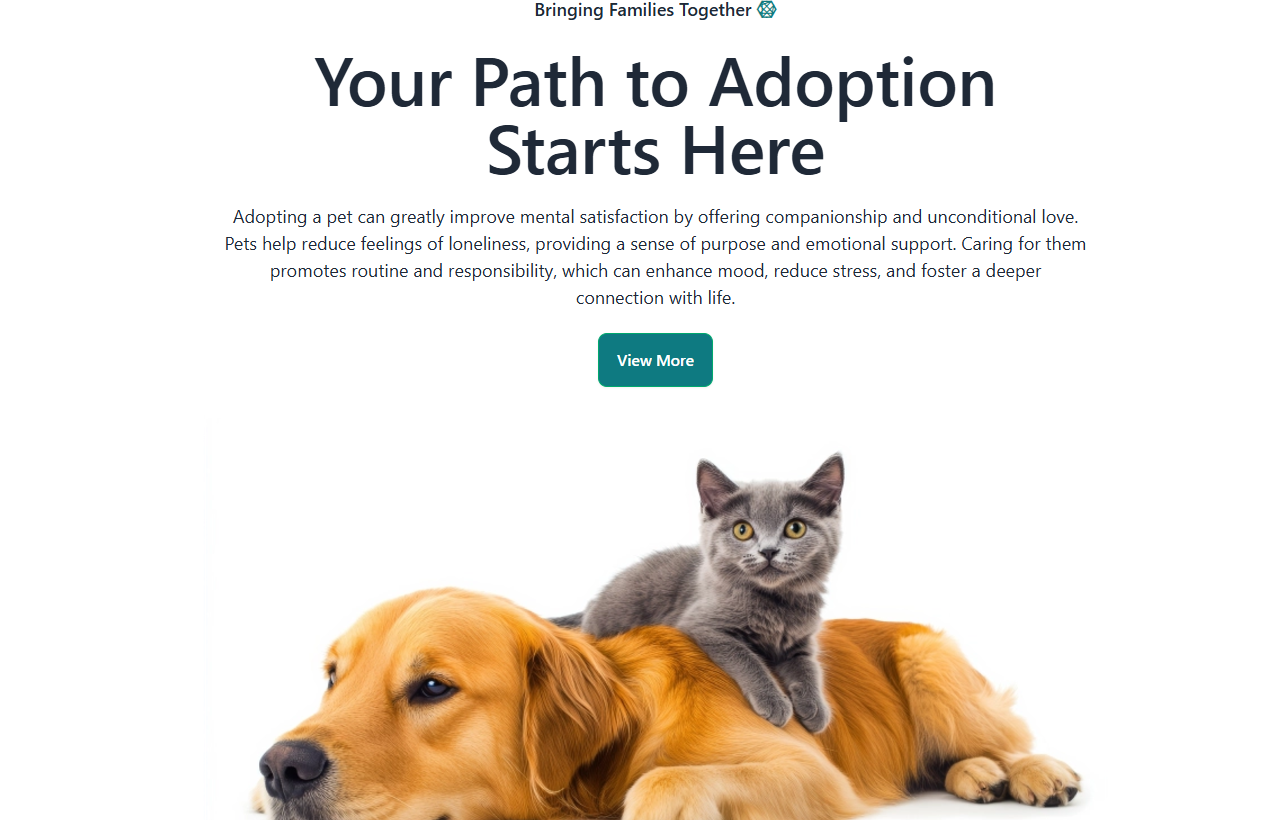 Bringing Families Together
Your Path to Adoption
Starts Here
Adopting a pet can greatly improve mental satisfaction by offering companionship and unconditional love.
Pets help reduce feelings of loneliness, providing a sense of purpose and emotional support. Caring for them
promotes routine and responsibility, which can enhance mood, reduce stress, and foster a deeper
connection with life.
View More